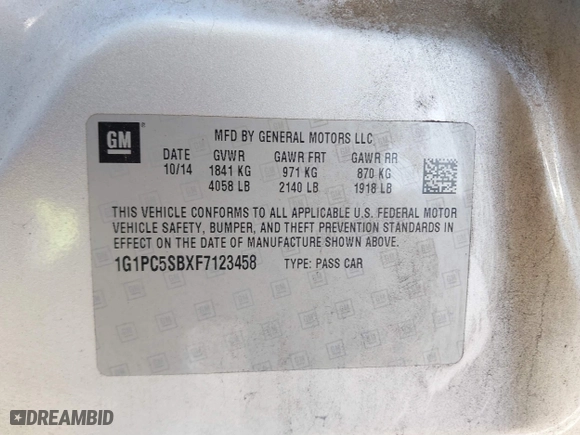 GM ®
MFD BY GENERAL MOTORS LLC
DATE GVWR GAWR FRT GAWR RR
10/14 1841 KG 971 KG 870 KG
4058 LB 2140 LB 1918 LB
THIS VEHICLE CONFORMS TO ALL APPLICABLE U.S. FEDERAL MOTOR
VEHICLE SAFETY, BUMPER, AND THEFT PREVENTION STANDARDS IN
EFFECT ON THE DATE OF MANUFACTURE SHOWN ABOVE.
1G1PC5SBXF7123458 TYPE: PASS CAR
DREAMBID